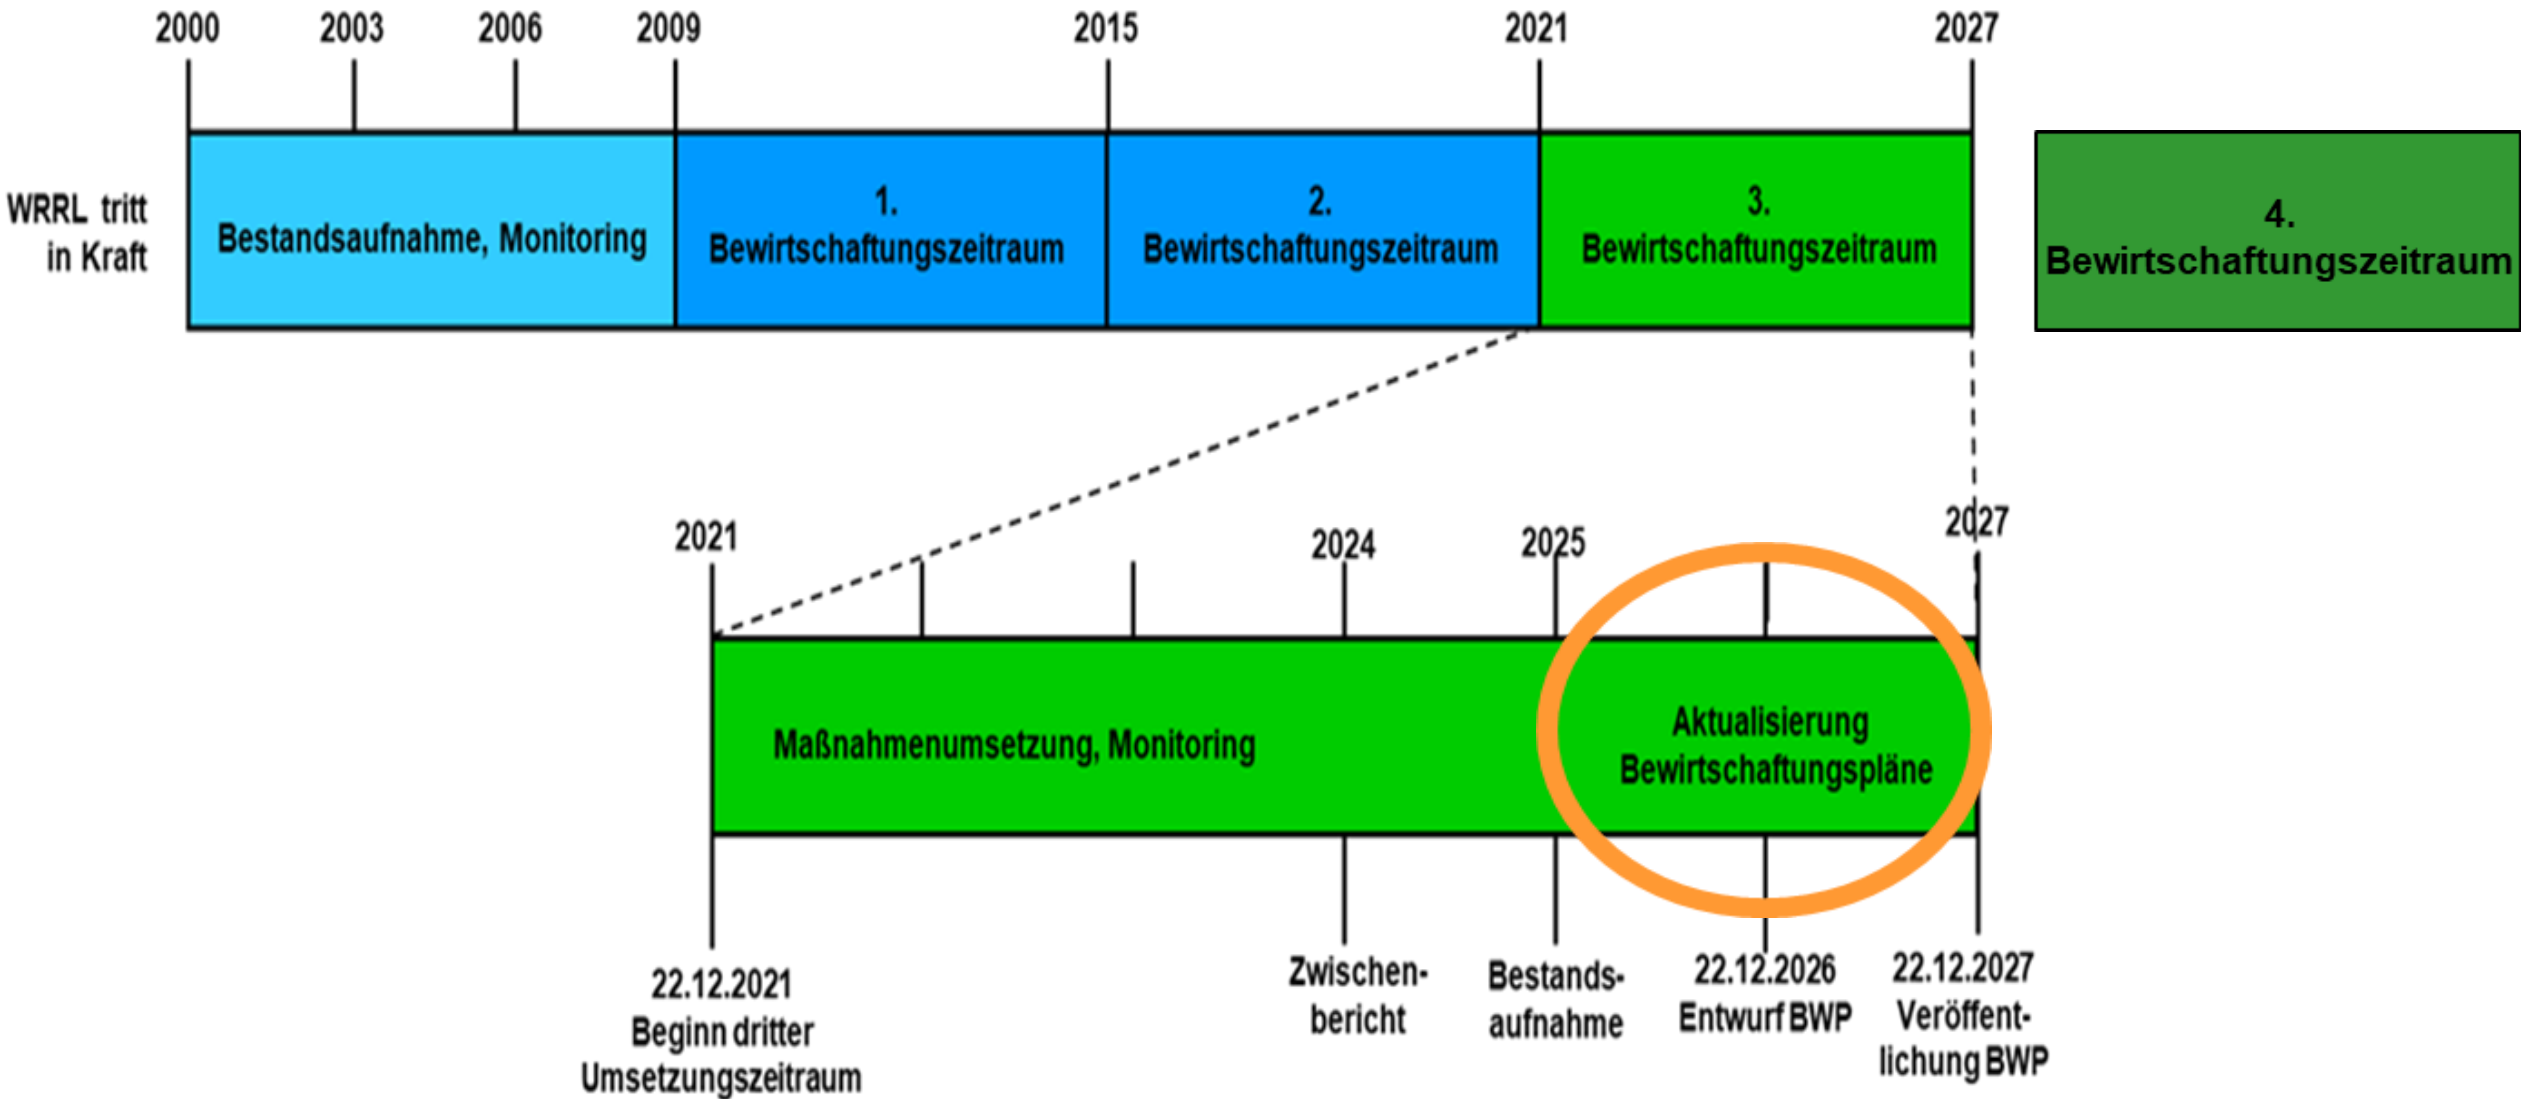 2000 2003 2006 2009 2015 2021 2027
WRRL tritt
in Kraft
Bestandsaufnahme, Monitoring
1.
Bewirtschaftungszeitraum
2.
Bewirtschaftungszeitraum
3.
Bewirtschaftungszeitraum
4.
Bewirtschaftungszeitraum
2021 2024 2025 2027
Maßnahmenumsetzung, Monitoring
Aktualisierung
Bewirtschaftungspläne
22.12.2021
Beginn dritter
Umsetzungszeitraum
Zwischen-
bericht
Bestands-
aufnahme
22.12.2026
Entwurf BWP
22.12.2027
Veröffent-
lichung BWP